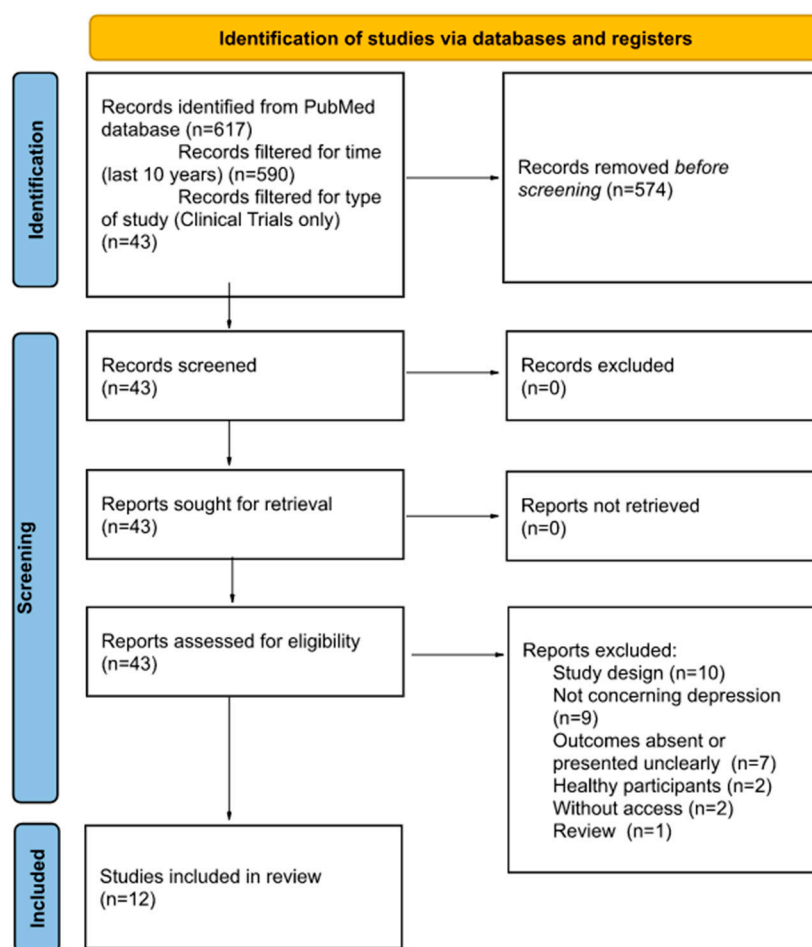 Identification of studies via databases and registers
Identification
Records identified from PubMed
database (n=617)
Records filtered for time
(last 10 years) (n=590)
Records filtered for type
of study (Clinical Trials only)
(n=43)
Records removed before
screening (n=574)
Screening
Records screened
(n=43)
Records excluded
(n=0)
Reports sought for retrieval
(n=43)
Reports not retrieved
(n=0)
Reports assessed for eligibility
(n=43)
Reports excluded:
Study design (n=10)
Not concerning depression
(n=9)
Outcomes absent or
presented unclearly (n=7)
Healthy participants (n=2)
Without access (n=2)
Review (n=1)
Included
Studies included in review
(n=12)